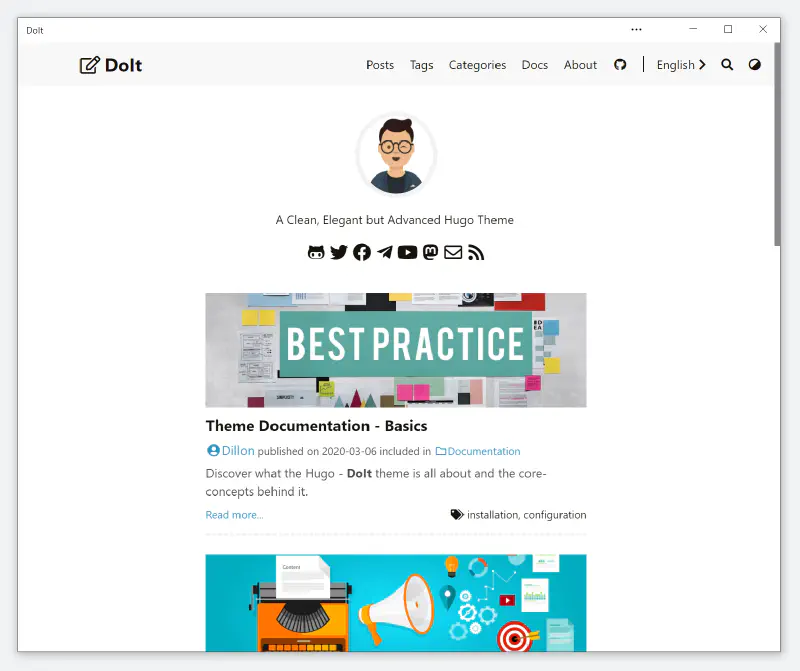 DoIt
DoIt
Posts Tags Categories Docs About English
A Clean, Elegant but Advanced Hugo Theme
BEST PRACTICE
Theme Documentation - Basics
Dillon published on 2020-03-06 included in Documentation
Discover what the Hugo - DoIt theme is all about and the core-
concepts behind it.
Read more...
installation, configuration
Content